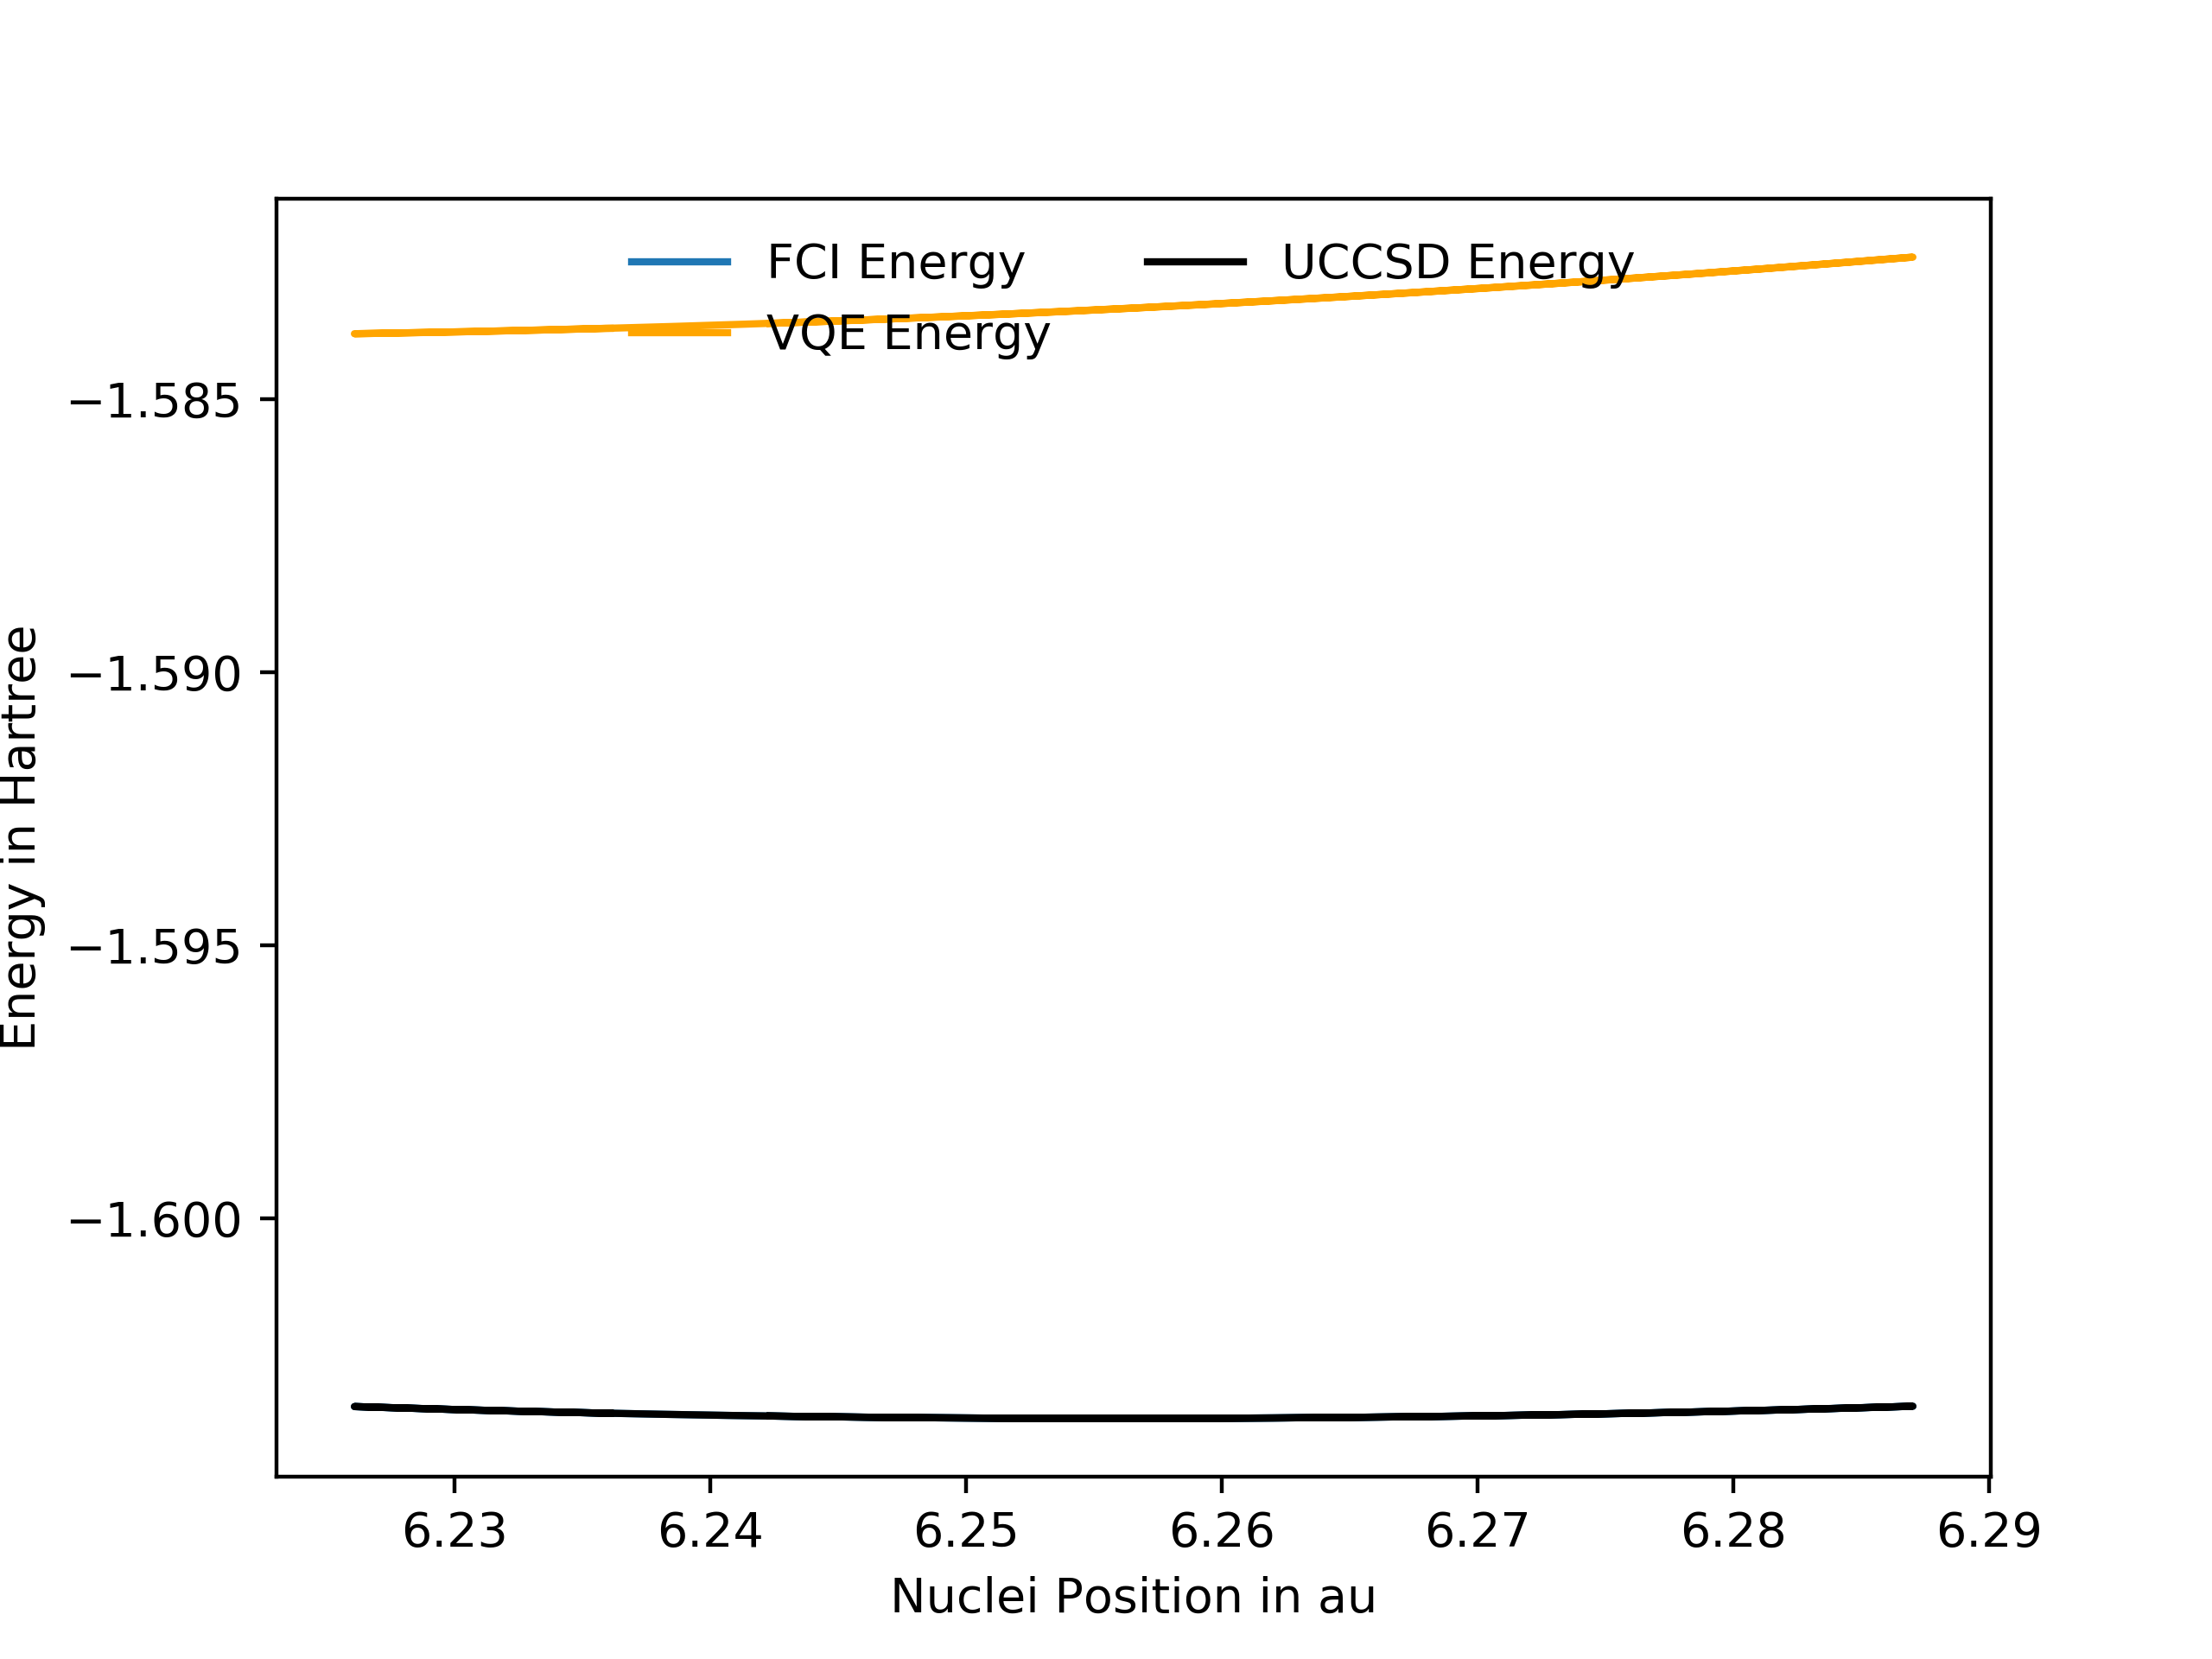 FCI Energy
VQE Energy
UCCSD Energy
−1.585
−1.590
−1.595
−1.600
Energy in Hartree
6.23 6.24 6.25 6.26 6.27 6.28 6.29
Nuclei Position in au